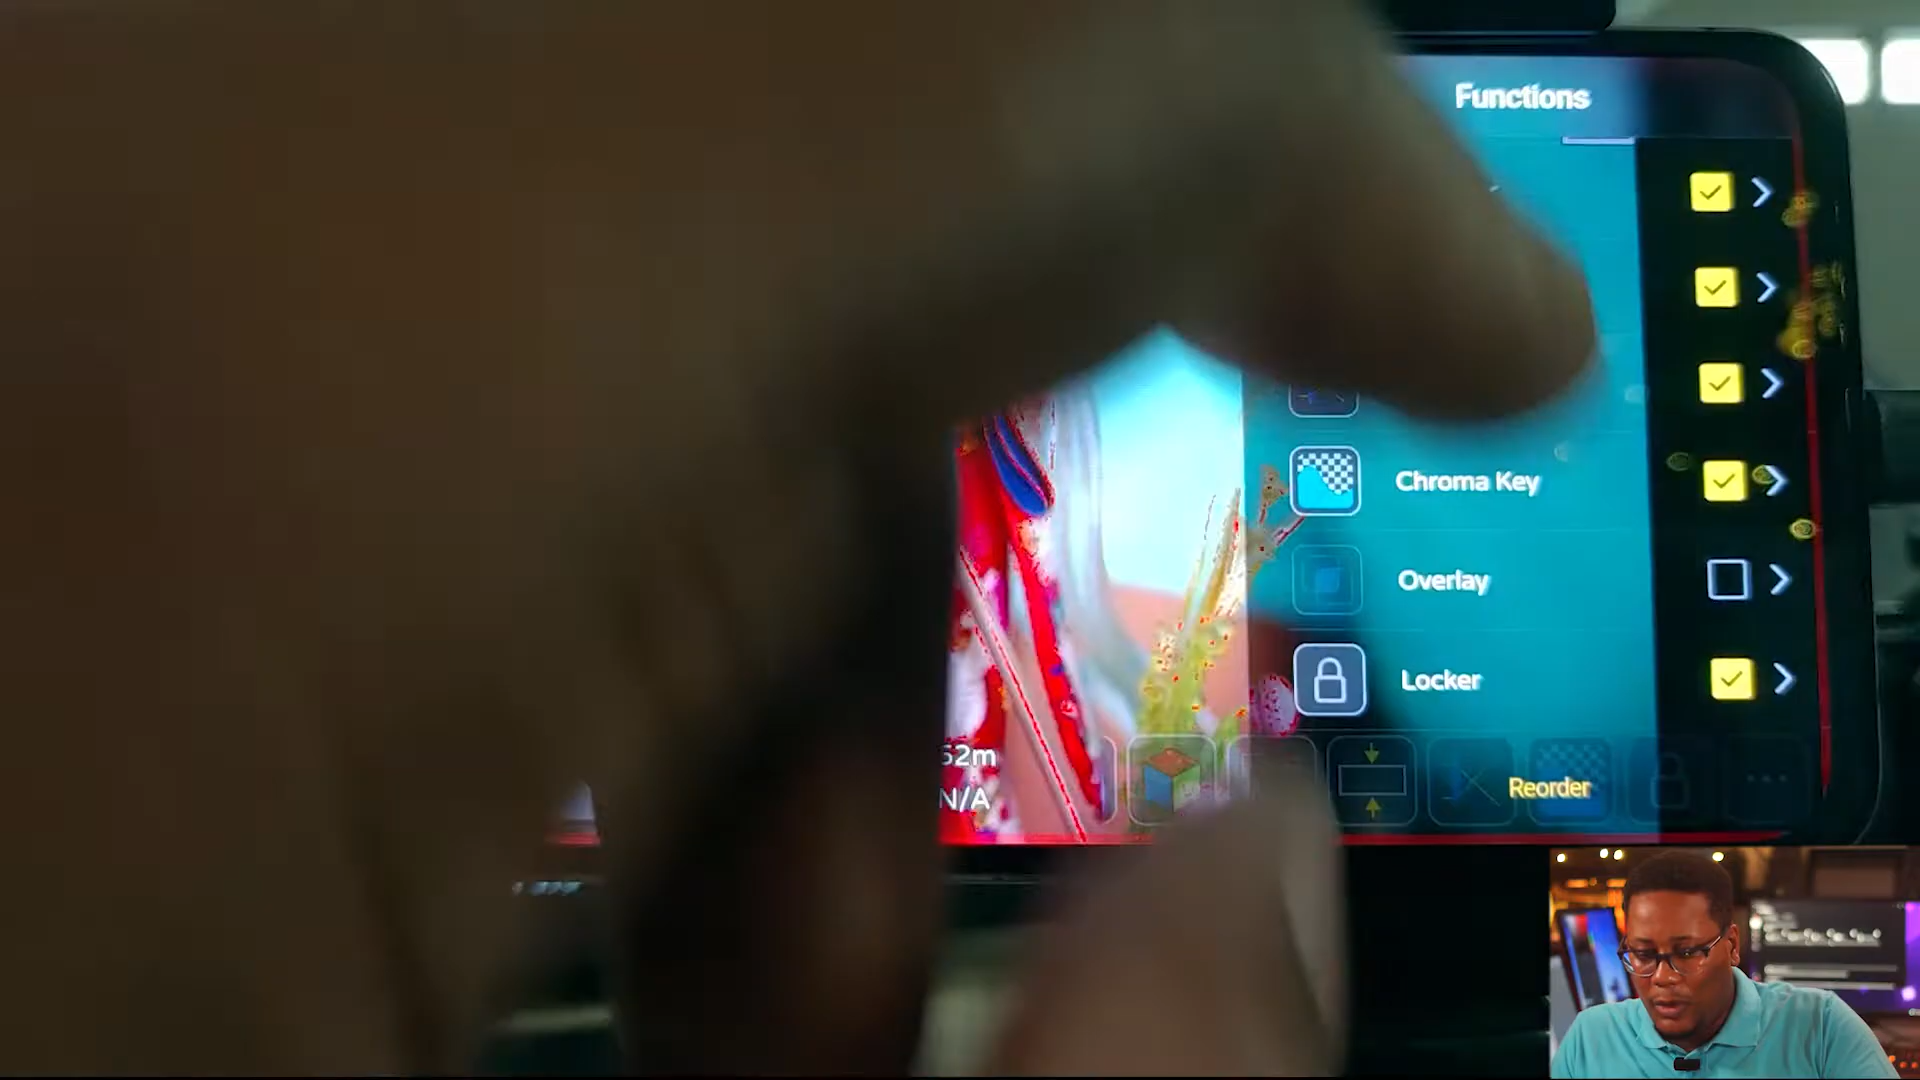 Functions
Chroma Key
Overlay
Locker
52m
N/A
Reorder